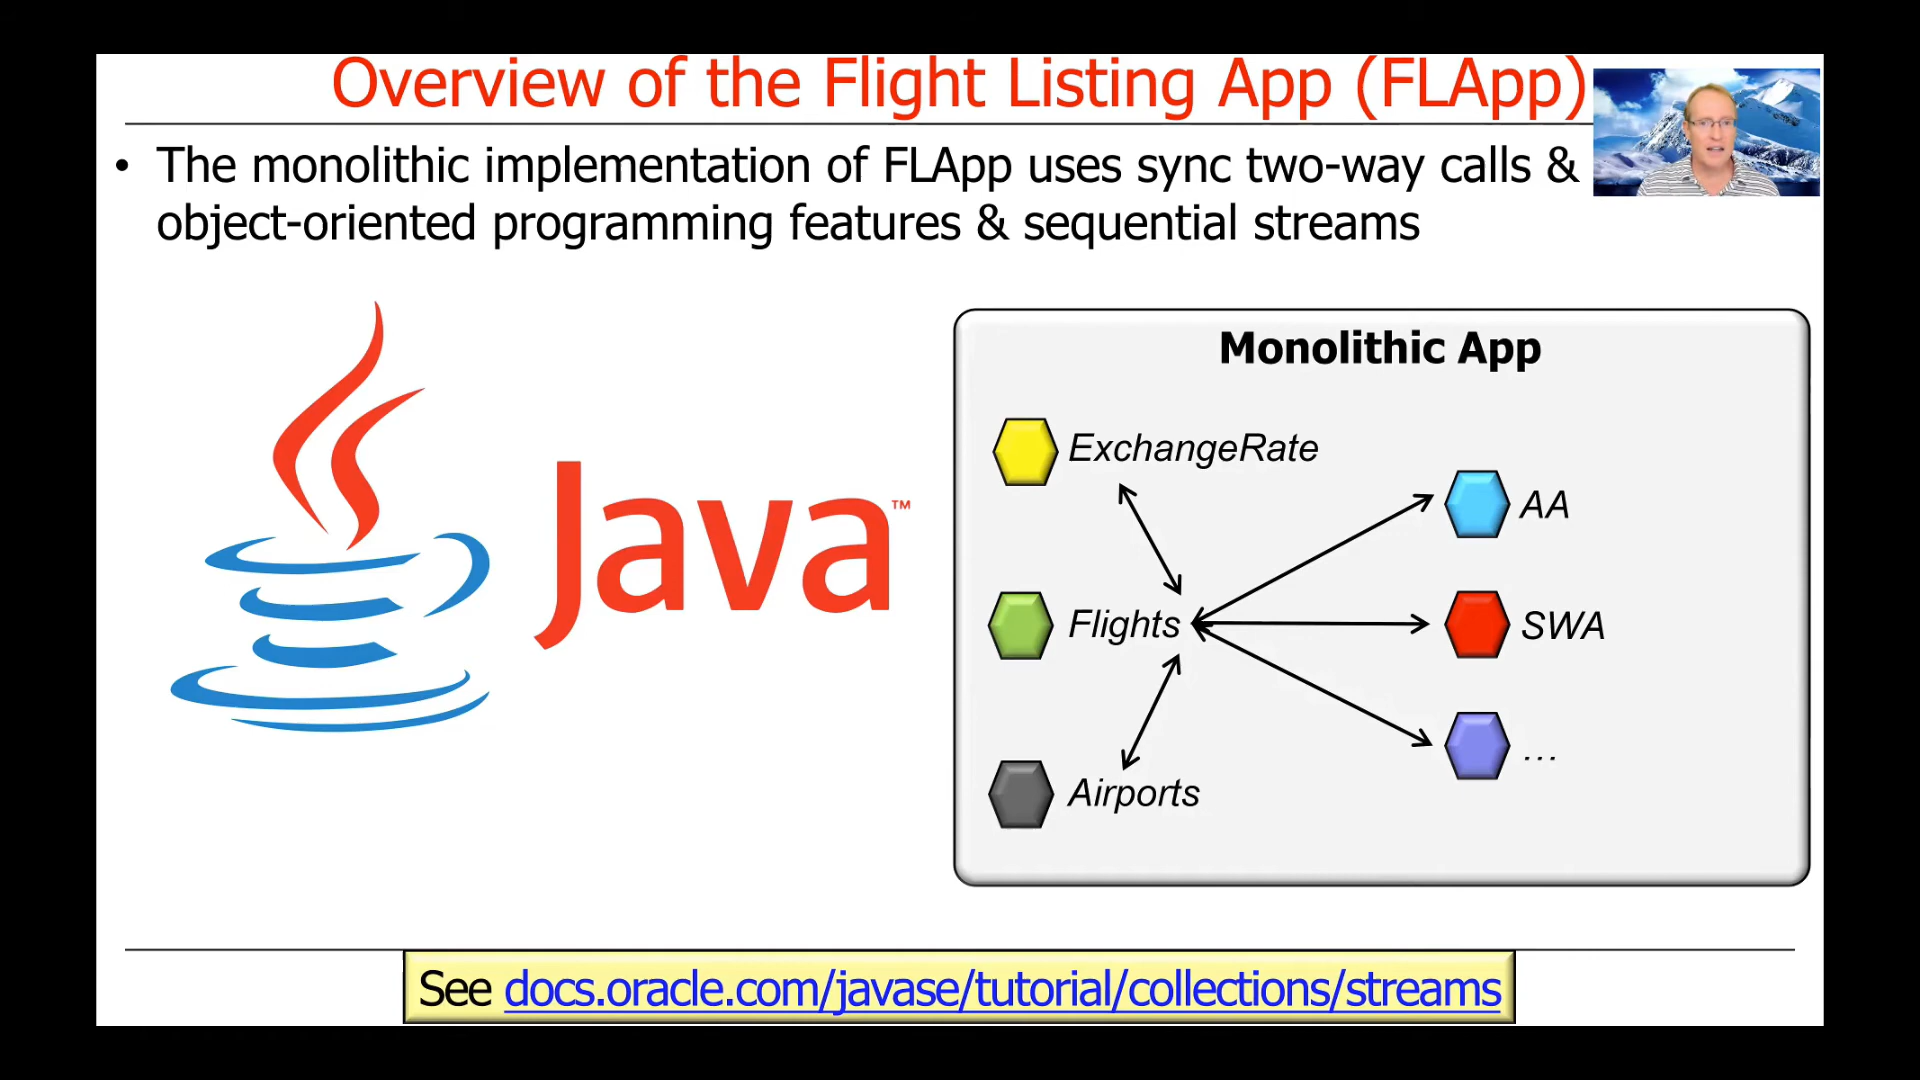 Overview of the Flight Listing App (FLApp)
• The monolithic implementation of FLApp uses sync two-way calls &
object-oriented programming features & sequential streams
Java™
Monolithic App
ExchangeRate
AA
Flights
SWA
...
Airports
See docs.oracle.com/javase/tutorial/collections/streams